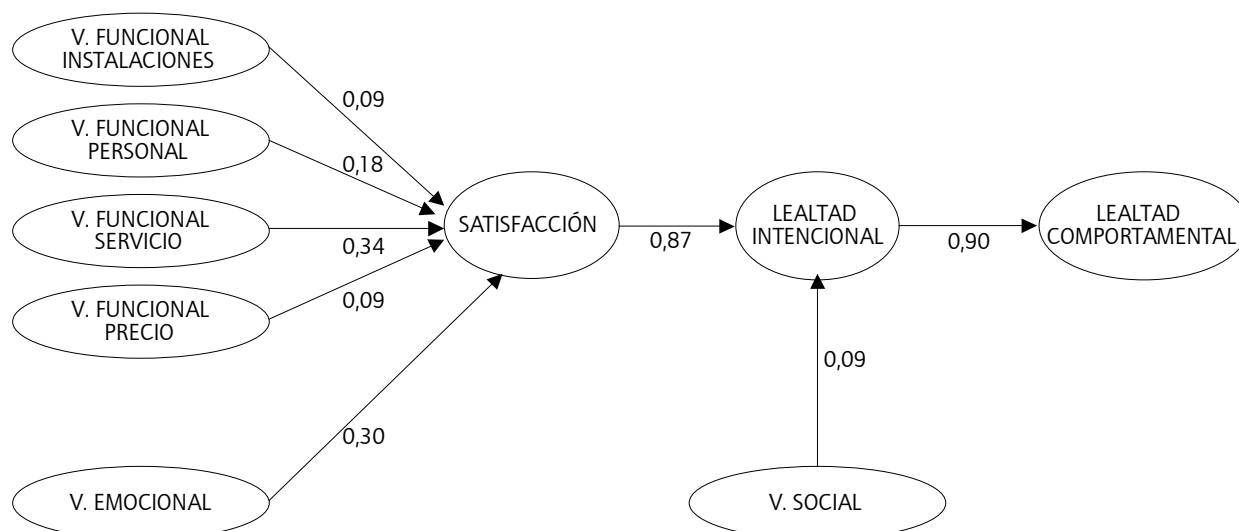 V. FUNCIONAL
INSTALACIONES
0,09
V. FUNCIONAL
PERSONAL
0,18
V. FUNCIONAL
SERVICIO
0,34
V. FUNCIONAL
PRECIO
0,09
V. EMOCIONAL
0,30
SATISFACCIÓN
0,87
LEALTAD
INTENCIONAL
0,90
LEALTAD
COMPORTAMENTAL
0,09
V. SOCIAL